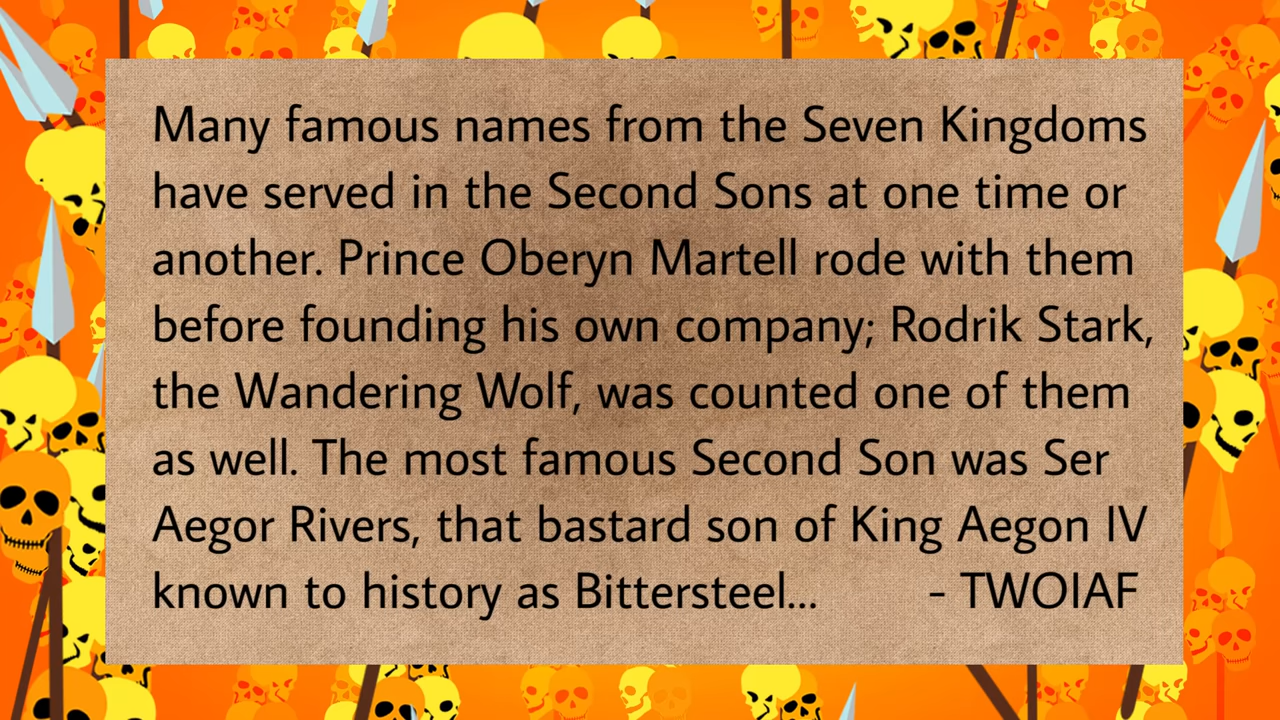 Many famous names from the Seven Kingdoms
have served in the Second Sons at one time or
another. Prince Oberyn Martell rode with them
before founding his own company; Rodrik Stark,
the Wandering Wolf, was counted one of them
as well. The most famous Second Son was Ser
Aegor Rivers, that bastard son of King Aegon IV
known to history as Bittersteel... - TWOIAF